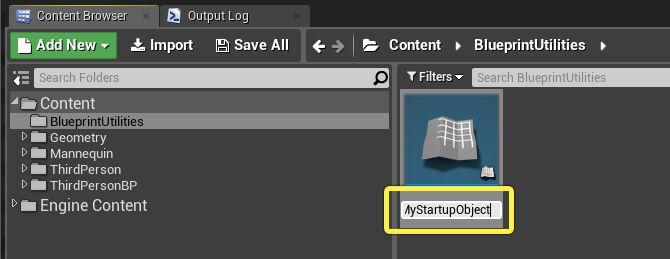 Content Browser
Output Log
Add New
Import
Save All
Content
BlueprintUtilities
Search Folders
Filters
Search BlueprintUtilities
Content
BlueprintUtilities
Geometry
Mannequin
ThirdPerson
ThirdPersonBP
Engine Content
lyStartupObject